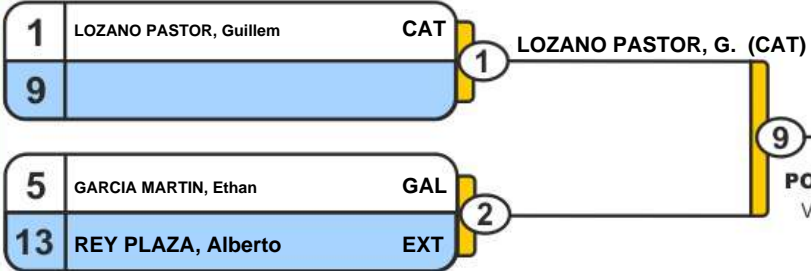 1 LOZANO PASTOR, Guillem CAT
9
1
LOZANO PASTOR, G. (CAT)
5 GARCIA MARTIN, Ethan GAL
13 REY PLAZA, Alberto EXT
2
9
PO
V